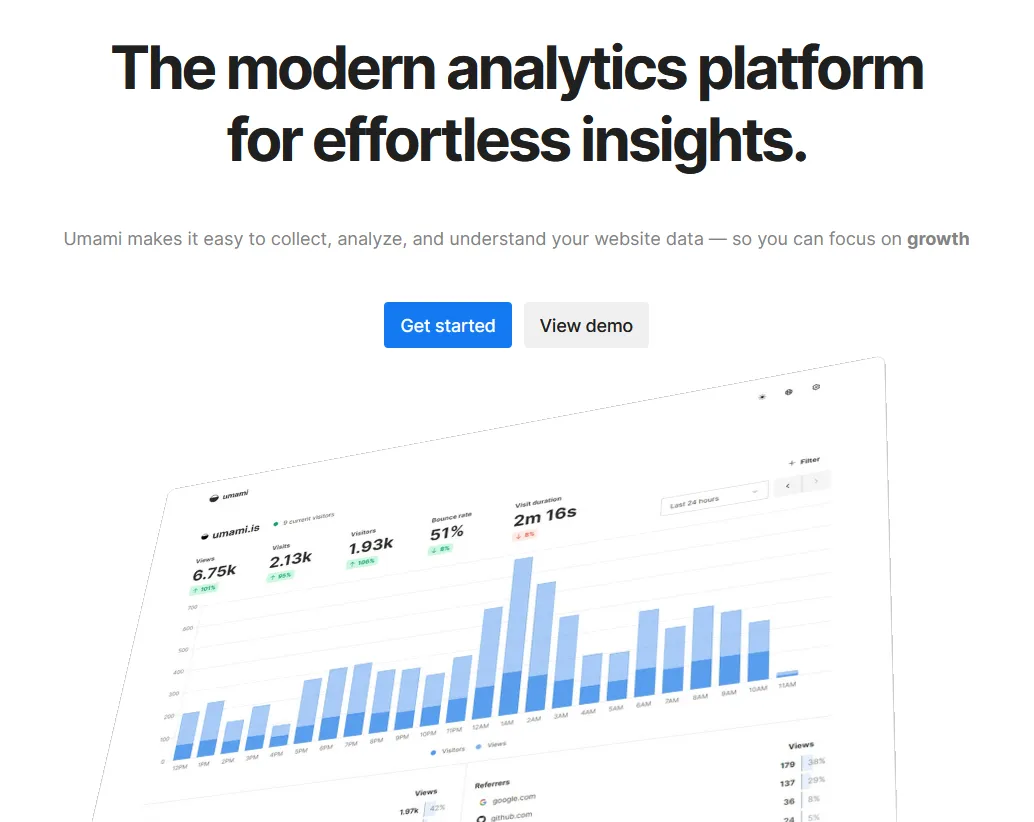 The modern analytics platform
for effortless insights.
Umami makes it easy to collect, analyze, and understand your website data — so you can focus on growth
Get started
View demo
umami
Filter
umami.is
9 current visitors
Last 24 hours
Views
6.75k
101%
Visits
2.13k
95%
Visitors
1.93k
106%
Bounce rate
51%
8%
Visit duration
2m 16s
8%
700
600
500
400
300
200
100
0
12PM 1PM 2PM 3PM 4PM 5PM 6PM 7PM 8PM 9PM 10PM 11PM 12AM 1AM 2AM 3AM 4AM 5AM 6AM 7AM 8AM 9AM 10AM 11AM
Visitors Views
Views
1.97k 42%
Referrers
Views
google.com
179 38%
github.com
137 29%
36 8%
24 5%